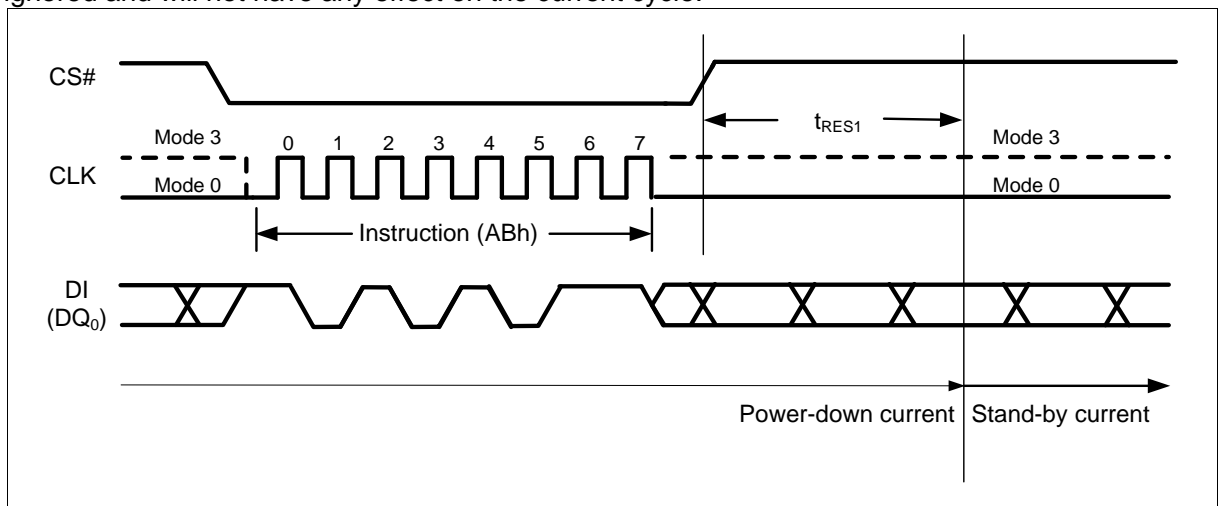 ignored and will not have any effect on the current cycle.
CS#
tRES1
Mode 3
0 1 2 3 4 5 6 7
Mode 3
CLK
Mode 0
Mode 0
Instruction (ABh)
DI
(DQ0)
Power-down current
Stand-by current